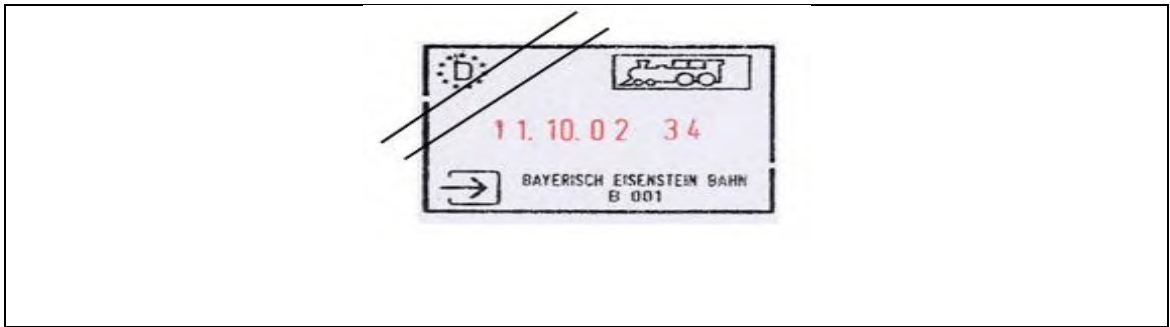 D
11.10.02 34
BAYERISCH EISENSTEIN BAHN
B 001